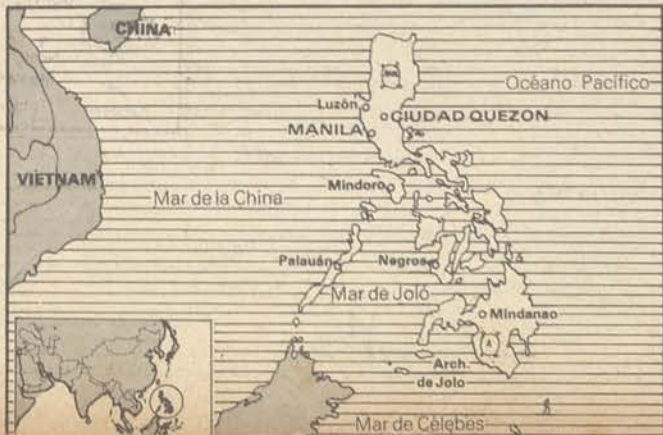 CHINA
Océano Pacífico
Luzón
CIUDAD QUEZON
MANILA
VIETNAM
Mindoro
Mar de la China
Palauán
Negros
Mar de Joló
Mindanao
A
Arch.
de Jolo
Mar de Célebes